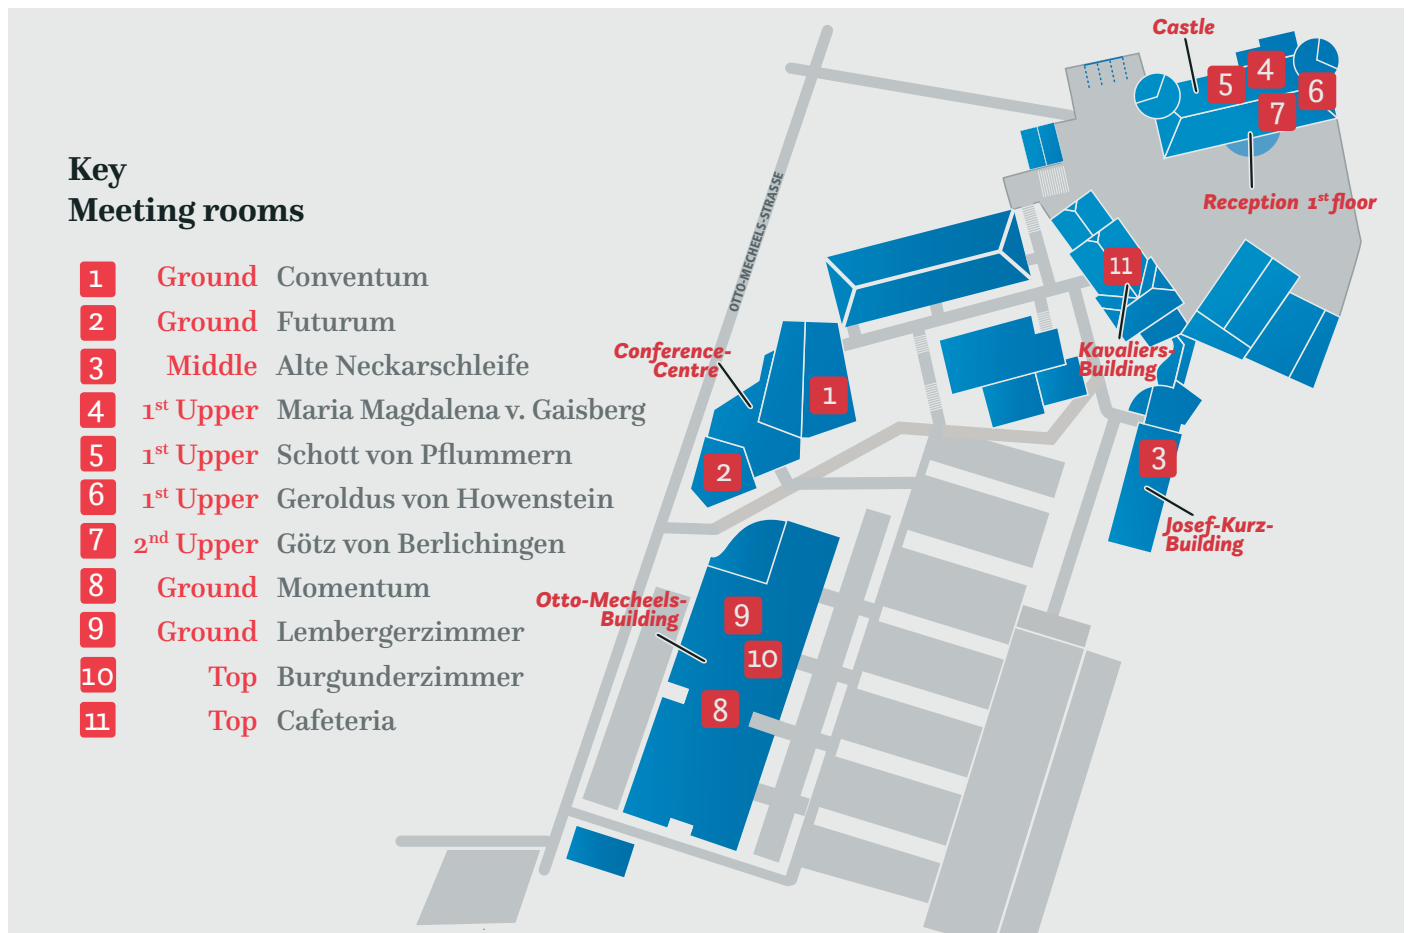 Key
Meeting rooms
1 Ground Conventum
2 Ground Futurum
3 Middle Alte Neckarschleife
4 1st Upper Maria Magdalena v. Gaisberg
5 1st Upper Schott von Pflummern
6 1st Upper Geroldus von Howenstein
7 2nd Upper Götz von Berlichingen
8 Ground Momentum
9 Ground Lembergerzimmer
10 Top Burgunderzimmer
11 Top Cafeteria
Castle
5
4
6
7
Reception 1st floor
OTTO-MECHEELS-STRASSE
11
Kavaliers-
Building
Conference-
Centre
1
2
3
Josef-Kurz-
Building
Otto-Mecheels-
Building
9
10
8